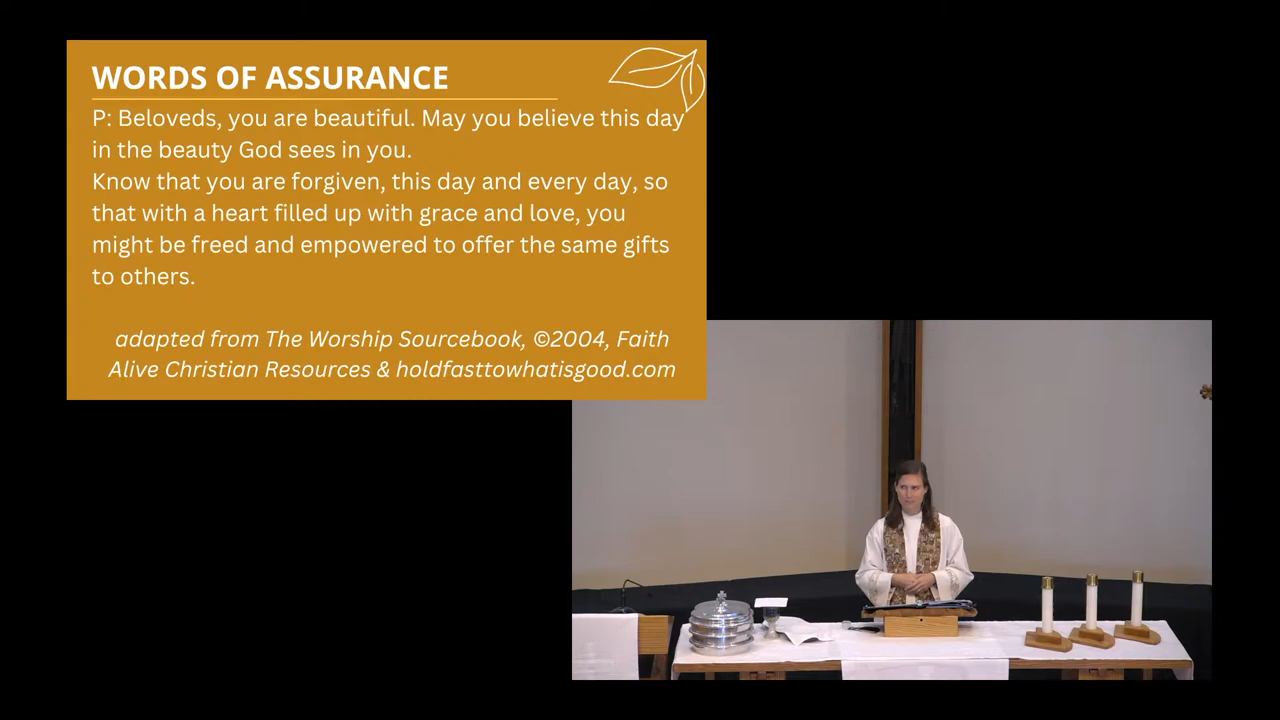 WORDS OF ASSURANCE
P: Beloveds, you are beautiful. May you believe this day
in the beauty God sees in you.
Know that you are forgiven, this day and every day, so
that with a heart filled up with grace and love, you
might be freed and empowered to offer the same gifts
to others.
adapted from The Worship Sourcebook, ©2004, Faith
Alive Christian Resources & holdfasttowhatisgood.com